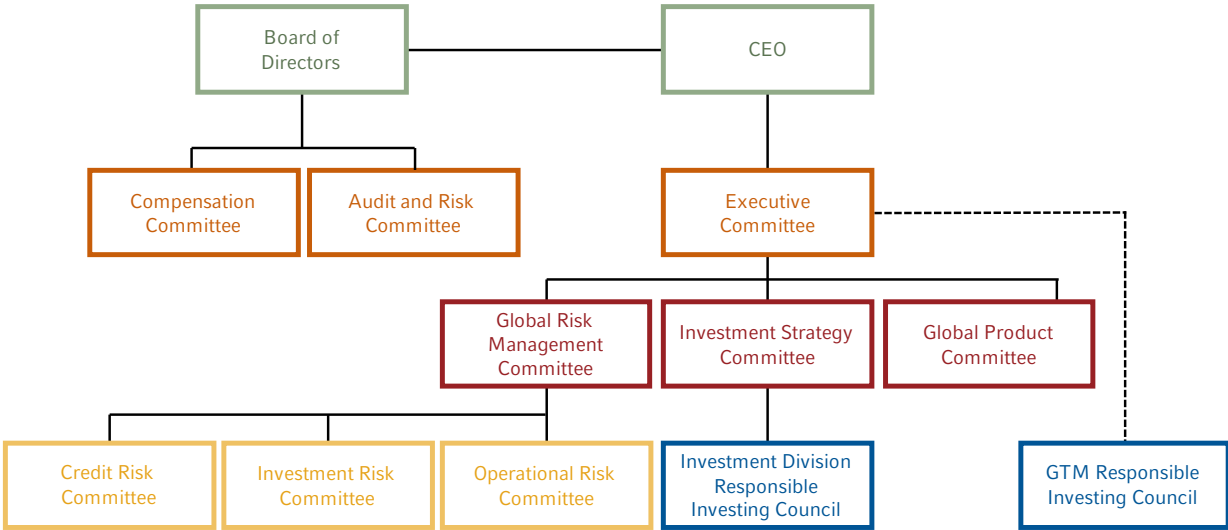 Board of
Directors
CEO
Compensation
Committee
Audit and Risk
Committee
Executive
Committee
Global Risk
Management
Committee
Investment Strategy
Committee
Global Product
Committee
Credit Risk
Committee
Investment Risk
Committee
Operational Risk
Committee
Investment Division
Responsible
Investing Council
GTM Responsible
Investing Council